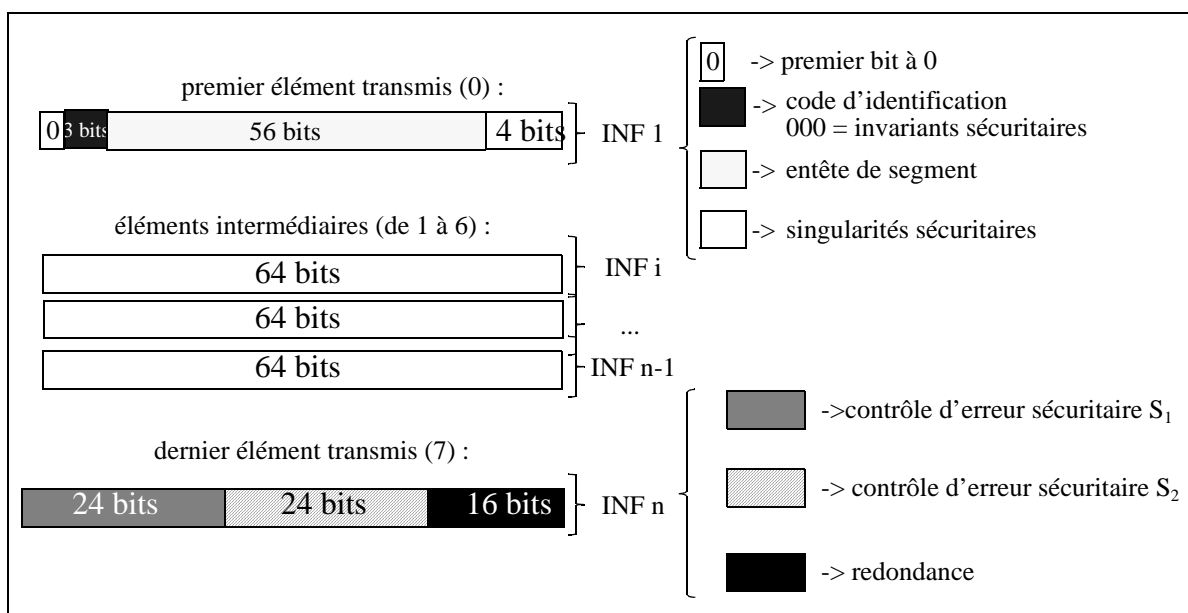 premier élément transmis (0) :
0 3 bits 56 bits 4 bits
INF 1
0 -> premier bit à 0
-> code d’identification
000 = invariants sécuritaires
-> entête de segment
-> singularités sécuritaires
éléments intermédiaires (de 1 à 6) :
64 bits
INF i
64 bits
...
64 bits
INF n-1
dernier élément transmis (7) :
24 bits 24 bits 16 bits
INF n
->contrôle d’erreur sécuritaire S1
-> contrôle d’erreur sécuritaire S2
-> redondance